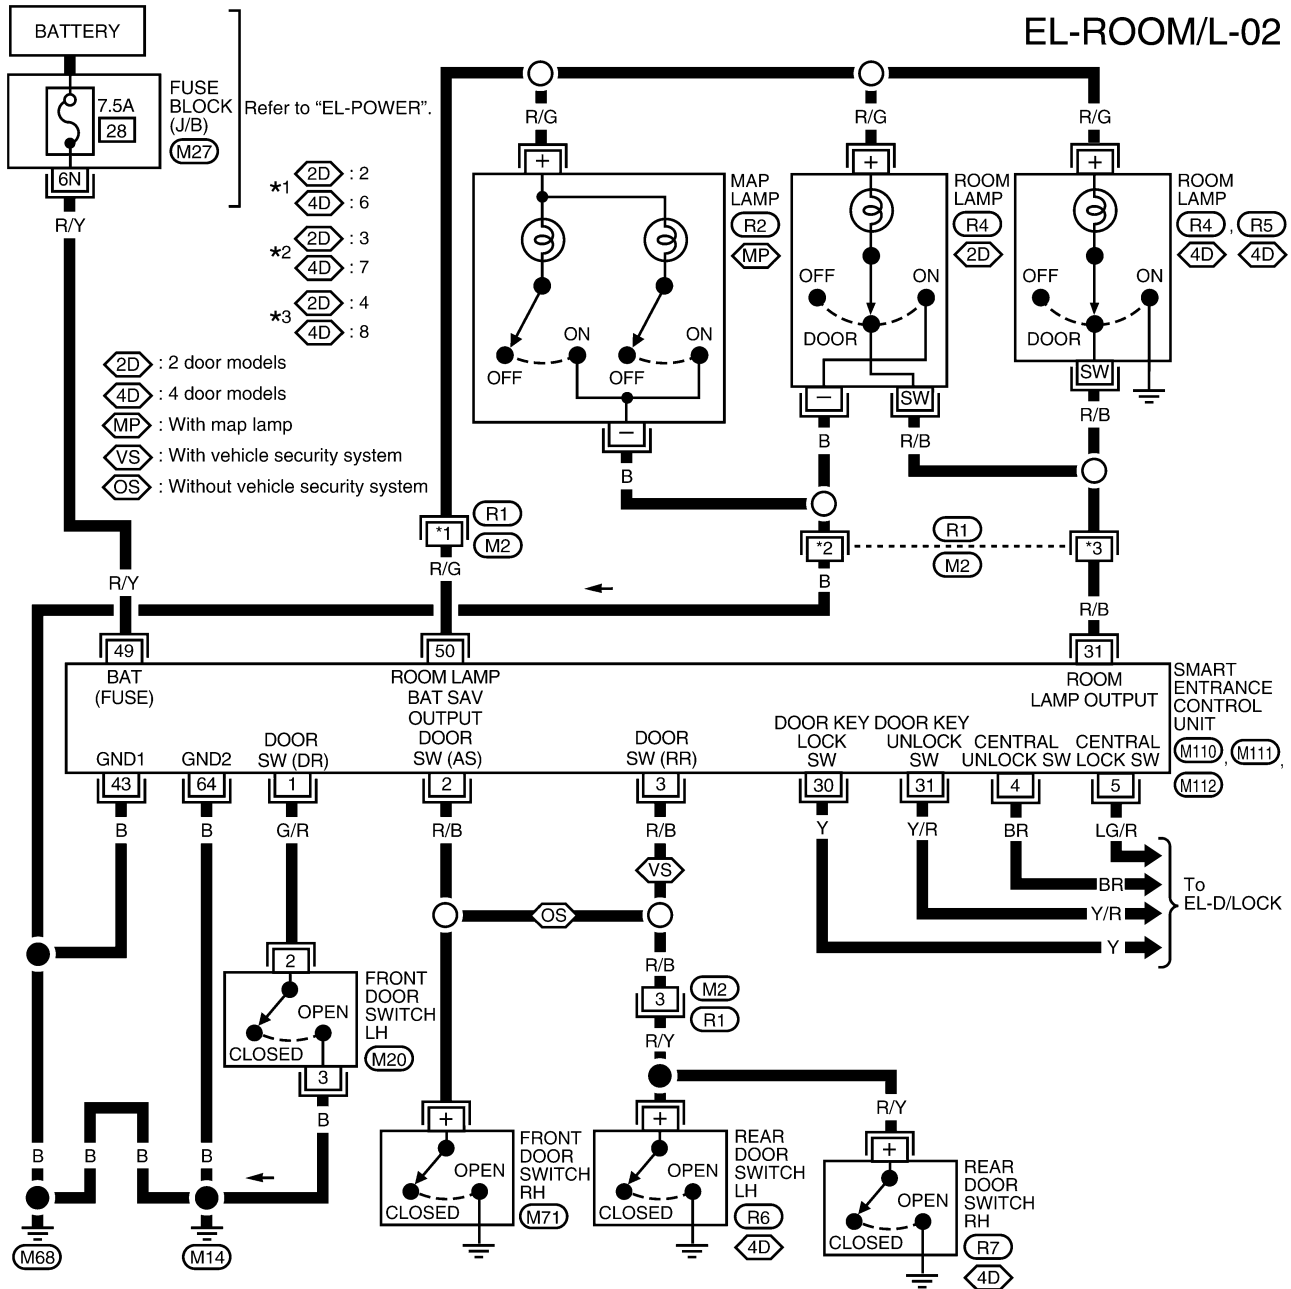 EL-ROOM/L-02
BATTERY
7.5A
28
FUSE
BLOCK
(J/B)
M27
Refer to “EL-POWER”.
6N
R/Y
*1
2D : 2
4D : 6
*2
2D : 3
4D : 7
*3
2D : 4
4D : 8
2D : 2 door models
4D : 4 door models
MP : With map lamp
VS : With vehicle security system
OS : Without vehicle security system
R/G
R/G
R/G
+
+
+
MAP
LAMP
R2
MP
OFF
ON
OFF
ON
−
B
ROOM
LAMP
R4
2D
OFF
ON
DOOR
−
SW
B
R/B
ROOM
LAMP
R4 , R5
4D
4D
OFF
ON
DOOR
SW
R/B
*1
R1
M2
R/G
*2
R1
M2
*3
B
R/B
R/Y
49
50
31
BAT
(FUSE)
ROOM LAMP
BAT SAV
OUTPUT
ROOM
LAMP OUTPUT
SMART
ENTRANCE
CONTROL
UNIT
M110 , M111 ,
M112
GND1
GND2
DOOR
SW (DR)
DOOR
SW (AS)
DOOR
SW (RR)
DOOR KEY
LOCK
SW
DOOR KEY
UNLOCK
SW
CENTRAL
UNLOCK SW
CENTRAL
LOCK SW
43
64
1
2
3
30
31
4
5
B
B
G/R
R/B
R/B
Y
Y/R
BR
LG/R
VS
OS
BR
Y/R
Y
To
EL-D/LOCK
2
OPEN
CLOSED
FRONT
DOOR
SWITCH
LH
M20
3
B
R/B
3
M2
R1
R/Y
R/Y
B
B
B
B
M68
M14
+
OPEN
CLOSED
FRONT
DOOR
SWITCH
RH
M71
+
OPEN
CLOSED
REAR
DOOR
SWITCH
LH
R6
4D
+
OPEN
CLOSED
REAR
DOOR
SWITCH
RH
R7
4D